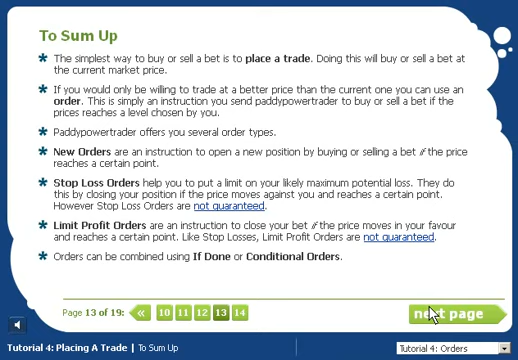 To Sum Up
* The simplest way to buy or sell a bet is to place a trade. Doing this will buy or sell a bet at
the current market price.
* If you would only be willing to trade at a better price than the current one you can use an
order. This is simply an instruction you send paddypowertrader to buy or sell a bet if the
prices reaches a level chosen by you.
* Paddypowertrader offers you several order types.
* New Orders are an instruction to open a new position by buying or selling a bet if the price
reaches a certain point.
* Stop Loss Orders help you to put a limit on your likely maximum potential loss. They do
this by closing your position if the price moves against you and reaches a certain point.
However Stop Loss Orders are not guaranteed.
* Limit Profit Orders are an instruction to close your bet if the price moves in your favour
and reaches a certain point. Like Stop Losses, Limit Profit Orders are not guaranteed.
* Orders can be combined using If Done or Conditional Orders.
Page 13 of 19: « 10 11 12 13 14 next page
Tutorial 4: Placing A Trade | To Sum Up Tutorial 4: Orders